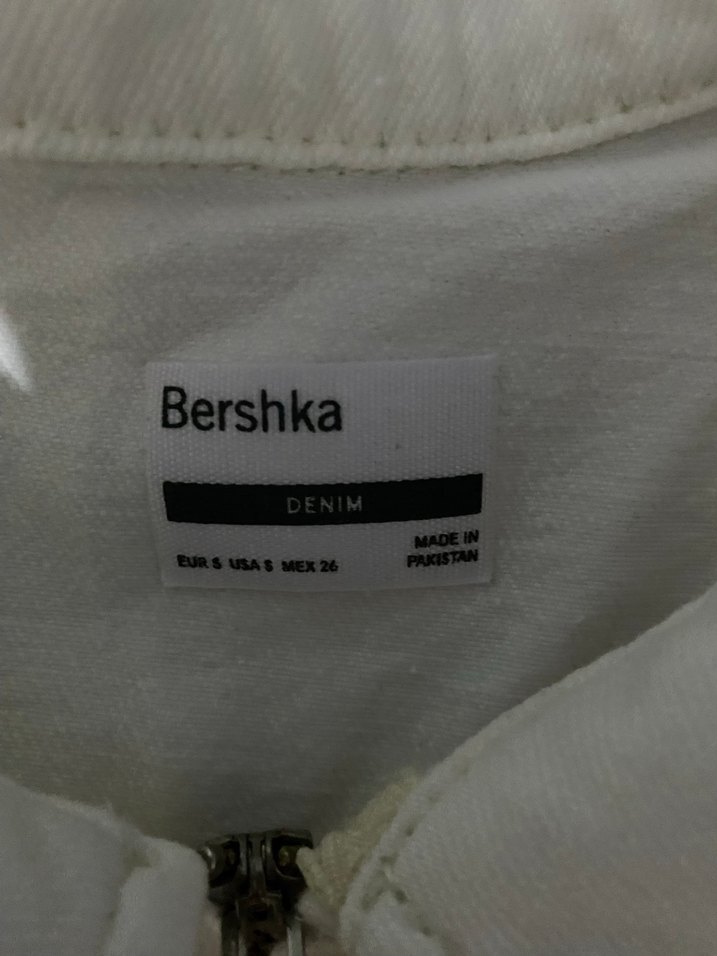 Bershka
DENIM
EUR S USA S MEX 26
MADE IN
PAKISTAN